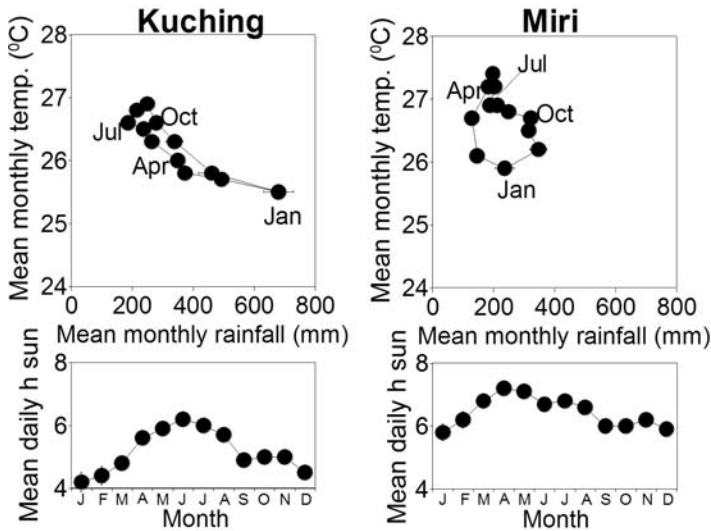 Kuching
Miri
Mean monthly temp. (⁰C)
27
26
25
24
Jul
Oct
Apr
Jan
0 200 400 600 800
Mean monthly rainfall (mm)
Mean monthly temp. (⁰C)
28
27
26
25
24
Jul
Apr
Oct
Jan
0 200 400 600 800
Mean monthly rainfall (mm)
Mean daily h sun
8
6
4
J F M A M J J A S O N D
Month
Mean daily h sun
8
6
4
J F M A M J J A S O N D
Month